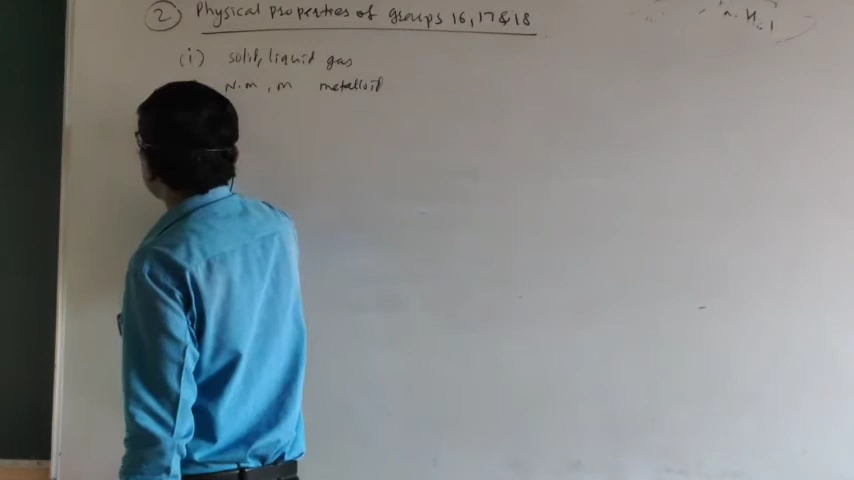 ② Physical properties of groups 16, 17 & 18
(i) solid, liquid gas
N.M, M metalloid